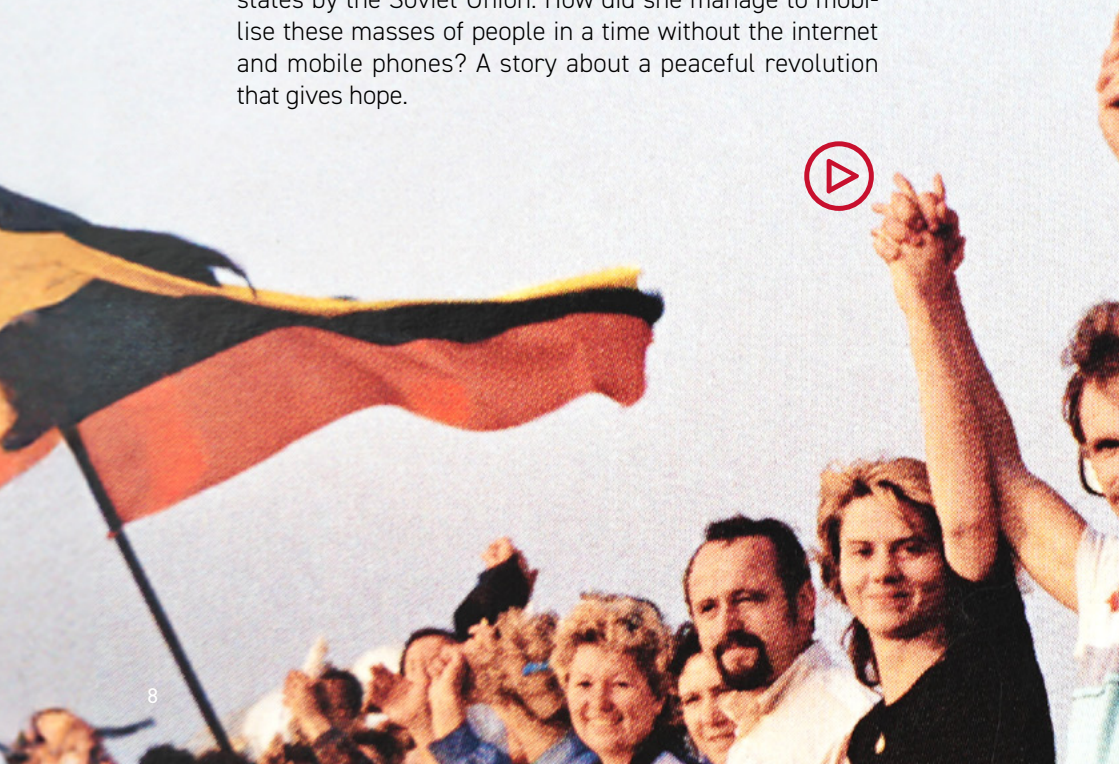 states by the Soviet Union. How did she manage to mobi-
lise these masses of people in a time without the internet
and mobile phones? A story about a peaceful revolution
that gives hope.
8